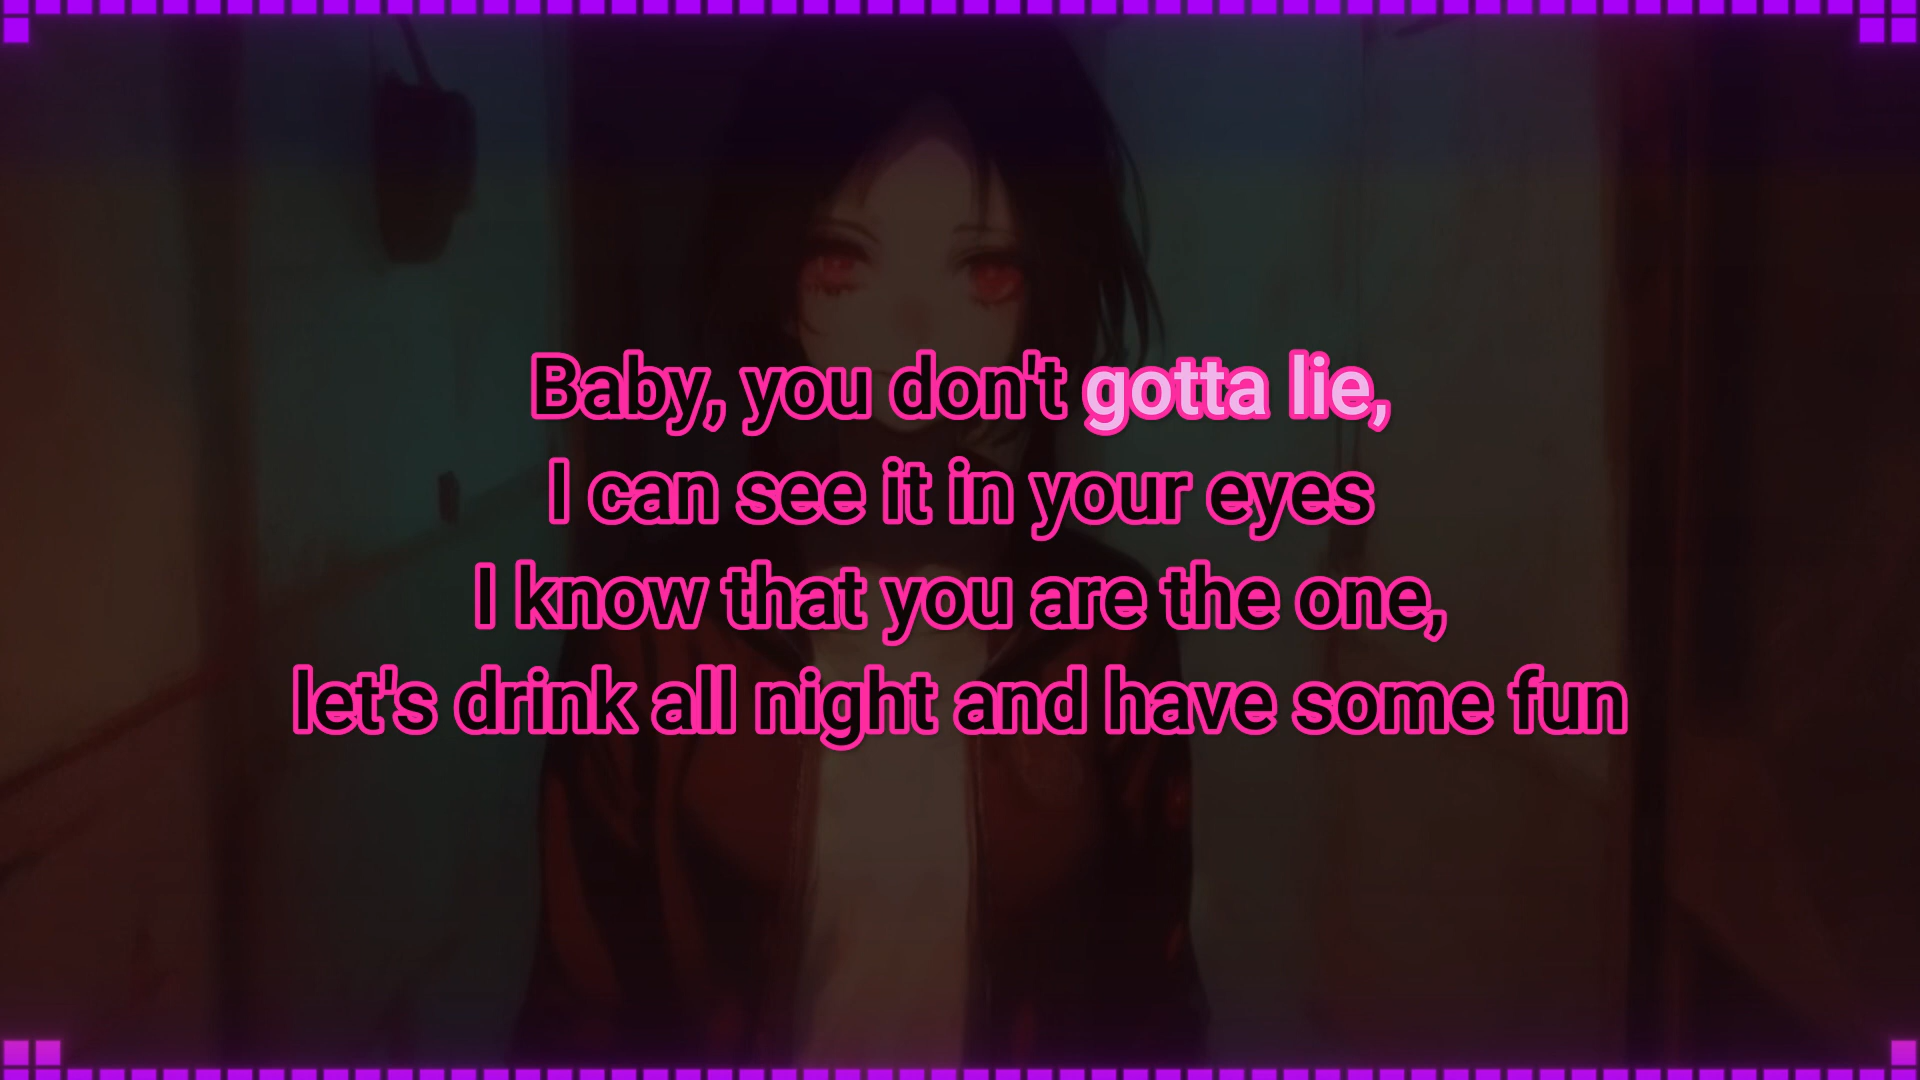 Baby, you don't gotta lie,
I can see it in your eyes
I know that you are the one,
let's drink all night and have some fun